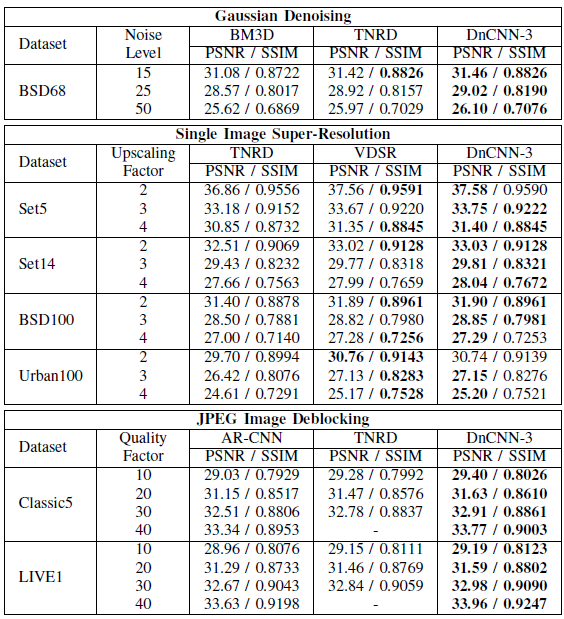 Gaussian Denoising
Dataset Noise Level BM3D TNRD DnCNN-3
PSNR / SSIM PSNR / SSIM PSNR / SSIM
BSD68 15 31.08 / 0.8722 31.42 / 0.8826 31.46 / 0.8826
25 28.57 / 0.8017 28.92 / 0.8157 29.02 / 0.8190
50 25.62 / 0.6869 25.97 / 0.7029 26.10 / 0.7076
Single Image Super-Resolution
Dataset Upscaling Factor TNRD VDSR DnCNN-3
PSNR / SSIM PSNR / SSIM PSNR / SSIM
Set5 2 36.86 / 0.9556 37.56 / 0.9591 37.58 / 0.9590
3 33.18 / 0.9152 33.67 / 0.9220 33.75 / 0.9222
4 30.85 / 0.8732 31.35 / 0.8845 31.40 / 0.8845
Set14 2 32.51 / 0.9069 33.02 / 0.9128 33.03 / 0.9128
3 29.43 / 0.8232 29.77 / 0.8318 29.81 / 0.8321
4 27.66 / 0.7563 27.99 / 0.7659 28.04 / 0.7672
BSD100 2 31.40 / 0.8878 31.89 / 0.8961 31.90 / 0.8961
3 28.50 / 0.7881 28.82 / 0.7980 28.85 / 0.7981
4 27.00 / 0.7140 27.28 / 0.7256 27.29 / 0.7253
Urban100 2 29.70 / 0.8994 30.76 / 0.9143 30.74 / 0.9139
3 26.42 / 0.8076 27.13 / 0.8283 27.15 / 0.8276
4 24.61 / 0.7291 25.17 / 0.7528 25.20 / 0.7521
JPEG Image Deblocking
Dataset Quality Factor AR-CNN TNRD DnCNN-3
PSNR / SSIM PSNR / SSIM PSNR / SSIM
Classic5 10 29.03 / 0.7929 29.28 / 0.7992 29.40 / 0.8026
20 31.15 / 0.8517 31.47 / 0.8576 31.63 / 0.8610
30 32.51 / 0.8806 32.78 / 0.8837 32.91 / 0.8861
40 33.34 / 0.8953 - 33.77 / 0.9003
LIVE1 10 28.96 / 0.8076 29.15 / 0.8111 29.19 / 0.8123
20 31.29 / 0.8733 31.46 / 0.8769 31.59 / 0.8802
30 32.67 / 0.9043 32.84 / 0.9059 32.98 / 0.9090
40 33.63 / 0.9198 - 33.96 / 0.9247